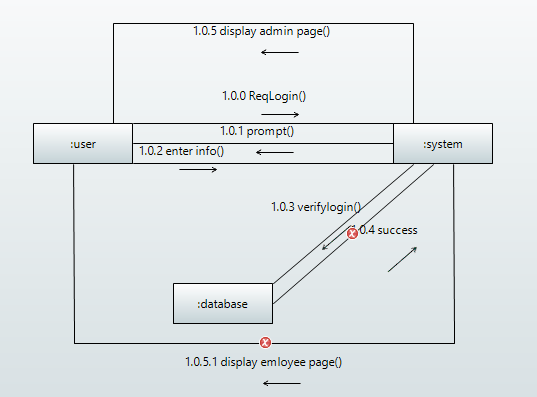 1.0.5 display admin page()
1.0.0 ReqLogin()
1.0.1 prompt()
:user
:system
1.0.2 enter info()
1.0.3 verifylogin()
0.4 success
:database
1.0.5.1 display emloyee page()